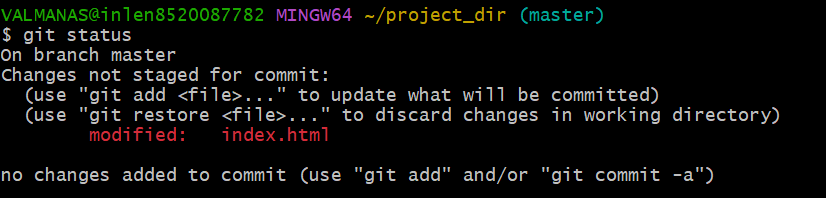 VALMANAS@inlen8520087782 MINGW64 ~/project_dir (master)
$ git status
On branch master
Changes not staged for commit:
  (use "git add <file>..." to update what will be committed)
  (use "git restore <file>..." to discard changes in working directory)
        modified:   index.html

no changes added to commit (use "git add" and/or "git commit -a")